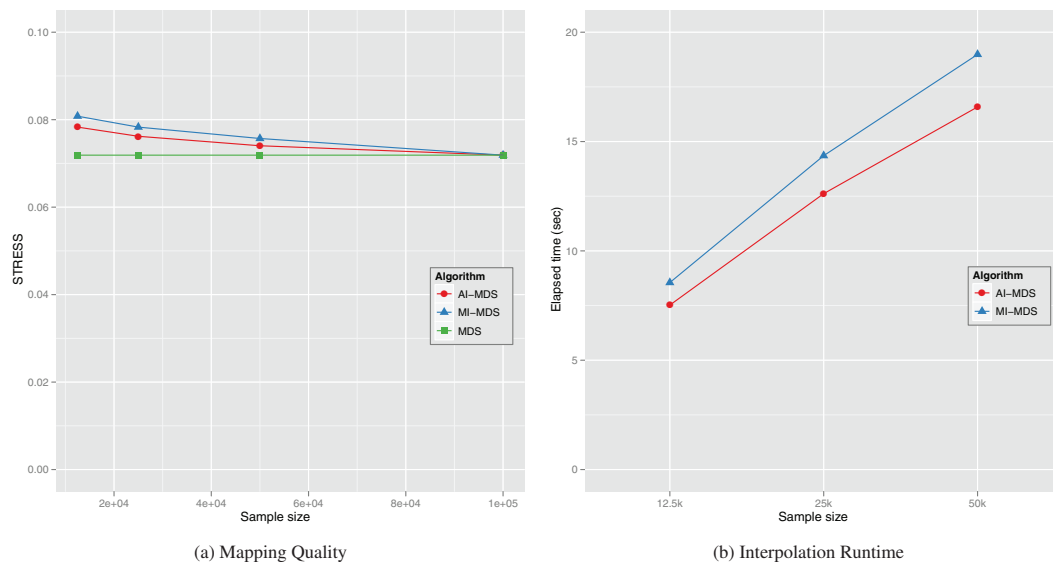 0.10
0.08
0.06
0.04
0.02
0.00
STRESS
2e+04 4e+04 6e+04 8e+04 1e+05
Sample size
Algorithm
AI−MDS
MI−MDS
MDS
(a) Mapping Quality
20
15
10
5
0
Elapsed time (sec)
12.5k 25k 50k
Sample size
Algorithm
AI−MDS
MI−MDS
(b) Interpolation Runtime